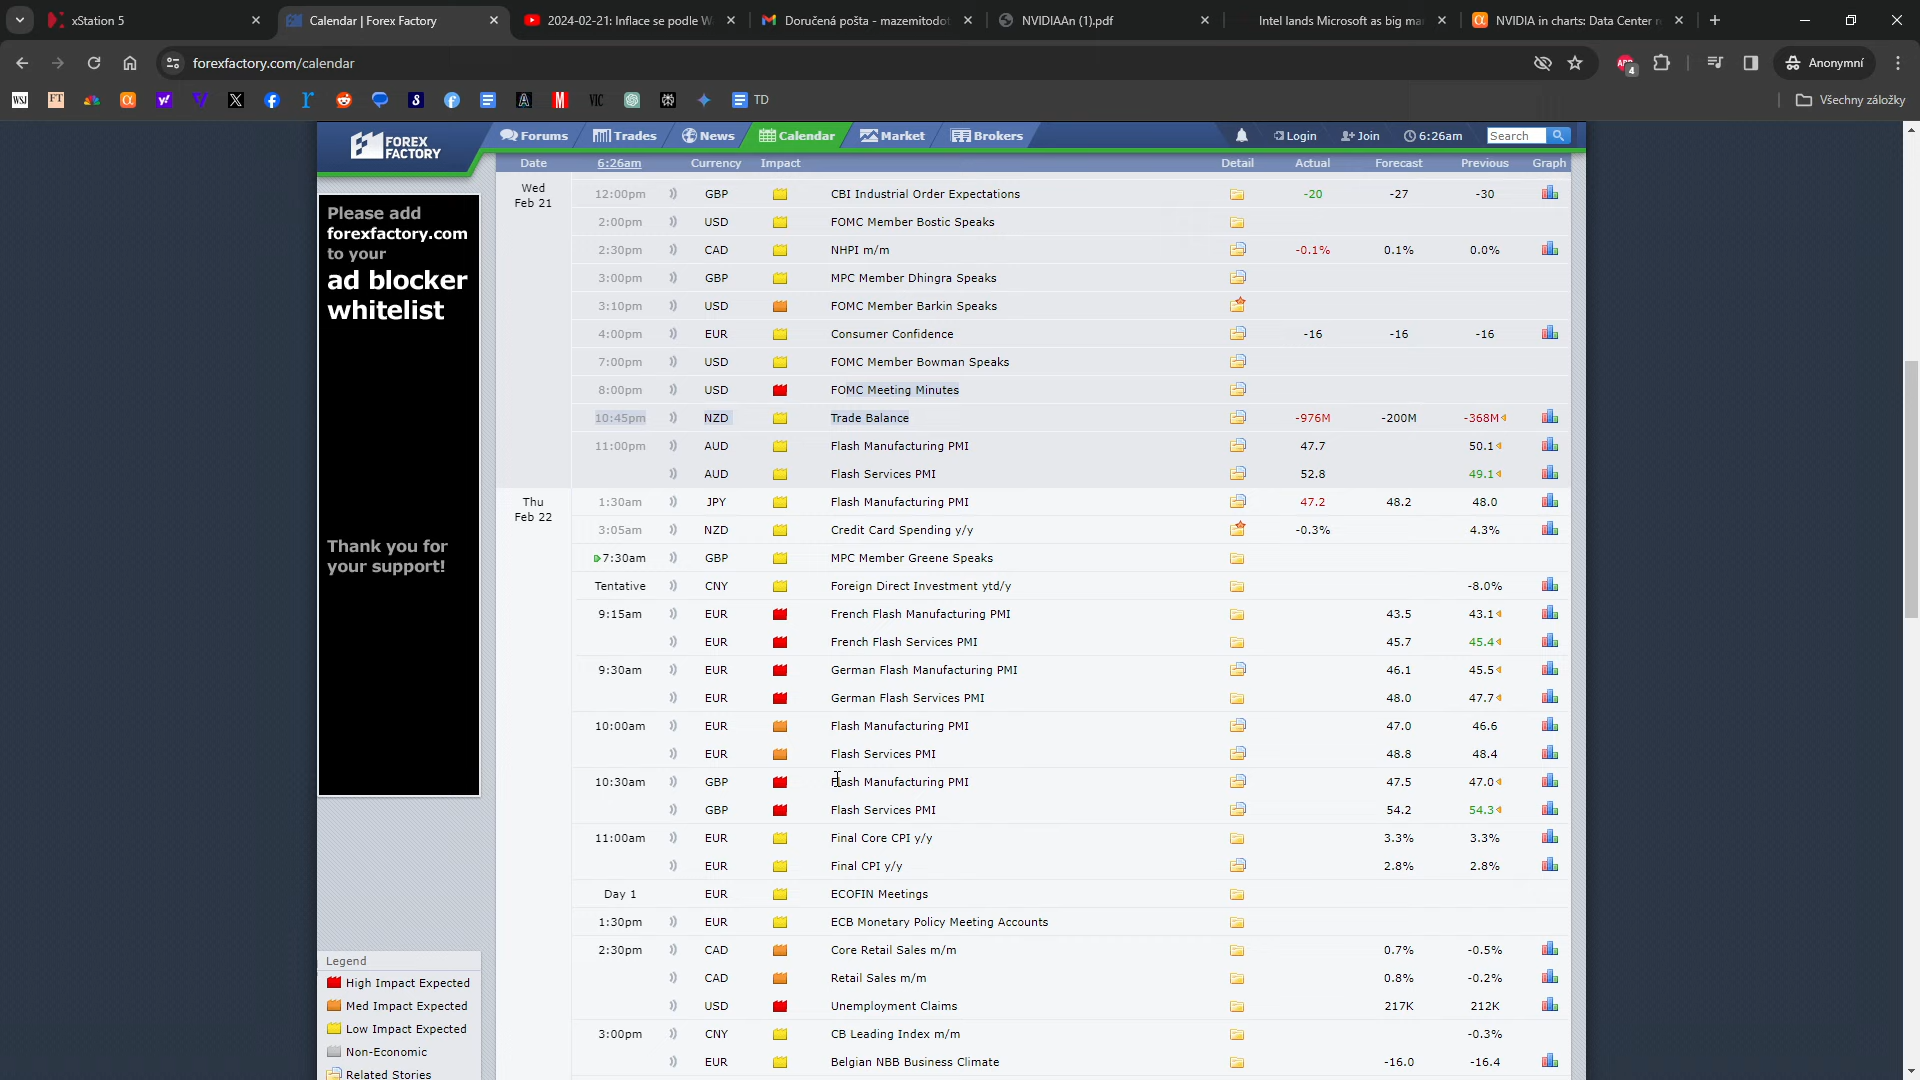 xStation 5
Calendar | Forex Factory
2024-02-21: Inflace se podle W
Doručená pošta - mazemitodo
NVIDIAAn (1).pdf
Intel lands Microsoft as big ma
NVIDIA in charts: Data Center r
forexfactory.com/calendar
4
Anonymní
WSJ
FT
VIC
TD
Všechny záložky
FOREX FACTORY
Forums
Trades
News
Calendar
Market
Brokers
Login
Join
6:26am
Search
Date 6:26am Currency Impact Detail Actual Forecast Previous Graph
Wed Feb 21
12:00pm GBP CBI Industrial Order Expectations -20 -27 -30
2:00pm USD FOMC Member Bostic Speaks
2:30pm CAD NHPI m/m -0.1% 0.1% 0.0%
3:00pm GBP MPC Member Dhingra Speaks
3:10pm USD FOMC Member Barkin Speaks
4:00pm EUR Consumer Confidence -16 -16 -16
7:00pm USD FOMC Member Bowman Speaks
8:00pm USD FOMC Meeting Minutes
10:45pm NZD Trade Balance -976M -200M -368M
11:00pm AUD Flash Manufacturing PMI 47.7 50.1
AUD Flash Services PMI 52.8 49.1
Thu Feb 22
1:30am JPY Flash Manufacturing PMI 47.2 48.2 48.0
3:05am NZD Credit Card Spending y/y -0.3% 4.3%
7:30am GBP MPC Member Greene Speaks
Tentative CNY Foreign Direct Investment ytd/y -8.0%
9:15am EUR French Flash Manufacturing PMI 43.5 43.1
EUR French Flash Services PMI 45.7 45.4
9:30am EUR German Flash Manufacturing PMI 46.1 45.5
EUR German Flash Services PMI 48.0 47.7
10:00am EUR Flash Manufacturing PMI 47.0 46.6
EUR Flash Services PMI 48.8 48.4
10:30am GBP Flash Manufacturing PMI 47.5 47.0
GBP Flash Services PMI 54.2 54.3
11:00am EUR Final Core CPI y/y 3.3% 3.3%
EUR Final CPI y/y 2.8% 2.8%
Day 1 EUR ECOFIN Meetings
1:30pm EUR ECB Monetary Policy Meeting Accounts
2:30pm CAD Core Retail Sales m/m 0.7% -0.5%
CAD Retail Sales m/m 0.8% -0.2%
USD Unemployment Claims 217K 212K
3:00pm CNY CB Leading Index m/m -0.3%
EUR Belgian NBB Business Climate -16.0 -16.4
Please add
forexfactory.com
to your
ad blocker
whitelist
Thank you for
your support!
Legend
High Impact Expected
Med Impact Expected
Low Impact Expected
Non-Economic
Related Stories